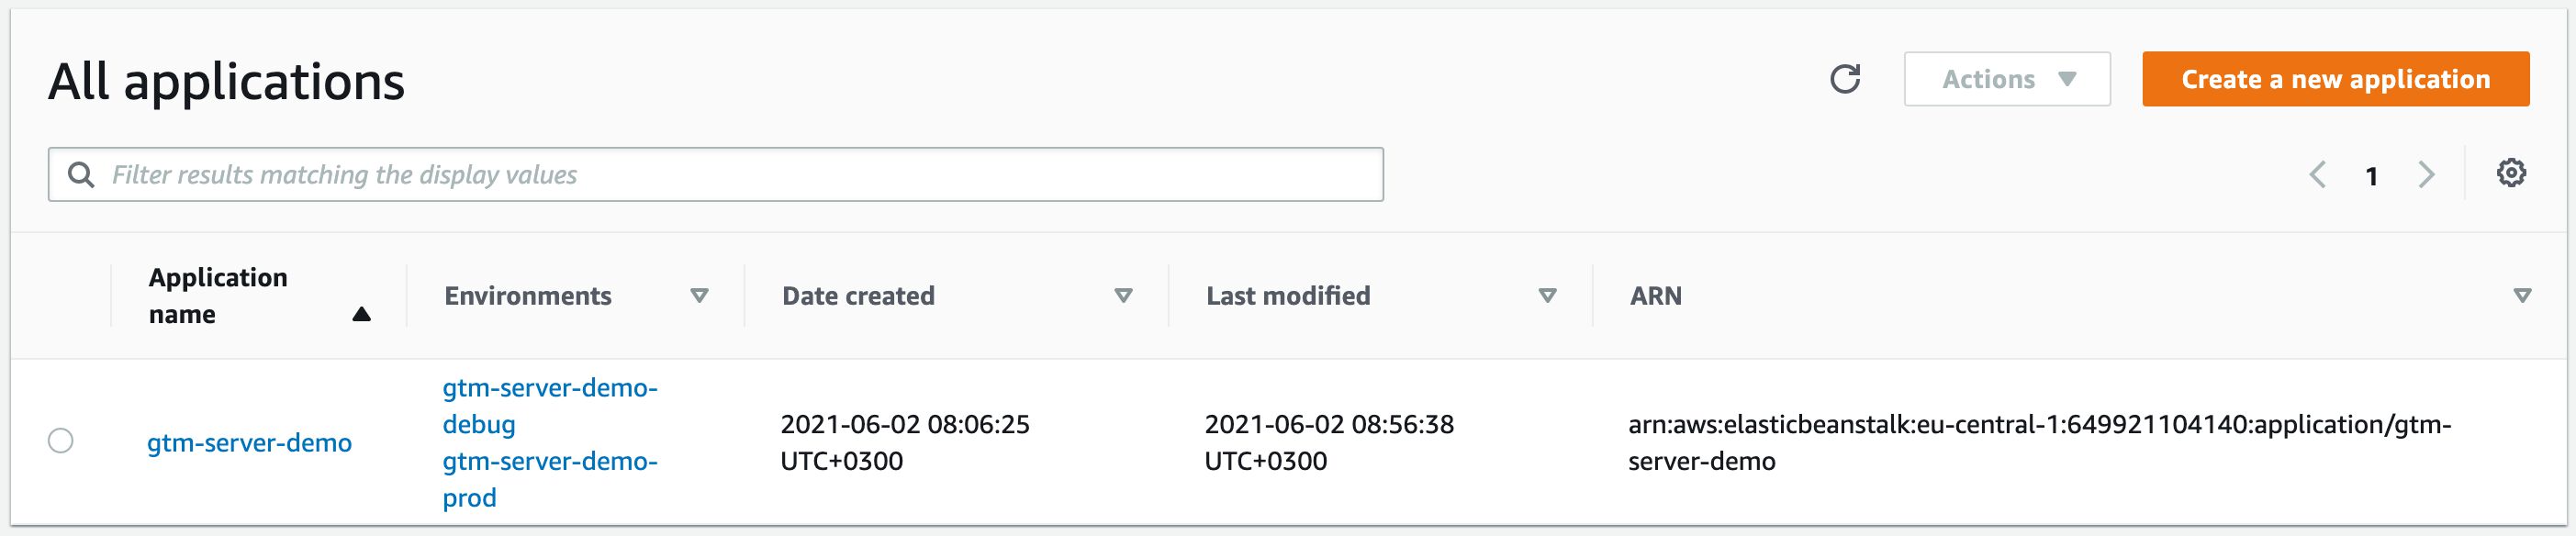 All applications
Actions
Create a new application
Filter results matching the display values
1
Application
name
Environments
Date created
Last modified
ARN
gtm-server-demo
gtm-server-demo-
debug
gtm-server-demo-
prod
2021-06-02 08:06:25
UTC+0300
2021-06-02 08:56:38
UTC+0300
arn:aws:elasticbeanstalk:eu-central-1:649921104140:application/gtm-
server-demo